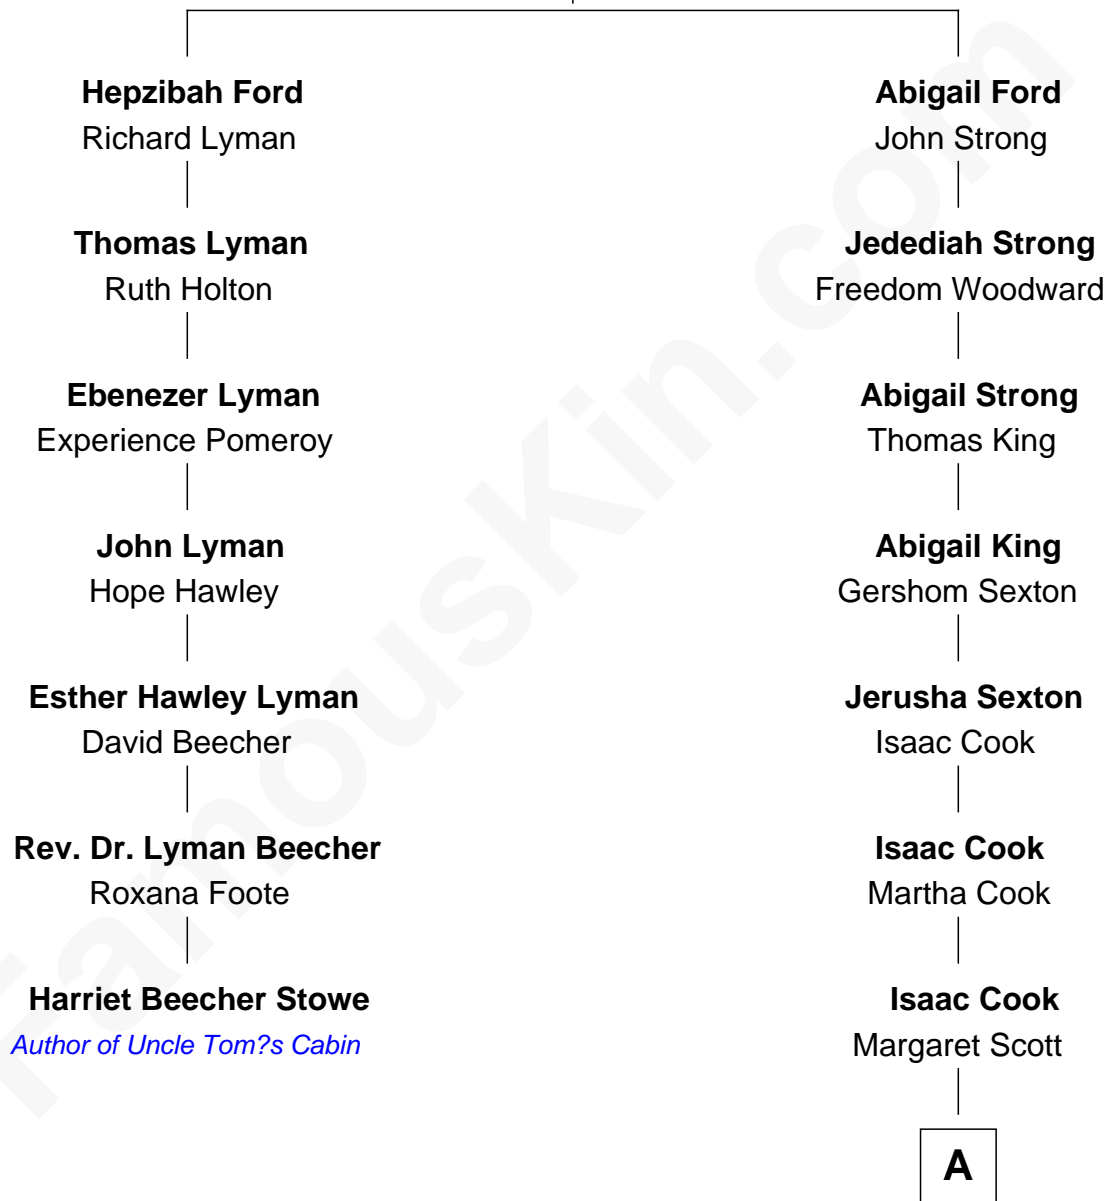 Hepzibah Ford
Richard Lyman
Thomas Lyman
Ruth Holton
Ebenezer Lyman
Experience Pomeroy
John Lyman
Hope Hawley
Esther Hawley Lyman
David Beecher
Rev. Dr. Lyman Beecher
Roxana Foote
Harriet Beecher Stowe
Author of Uncle Tom?s Cabin
Abigail Ford
John Strong
Jedediah Strong
Freedom Woodward
Abigail Strong
Thomas King
Abigail King
Gershom Sexton
Jerusha Sexton
Isaac Cook
Isaac Cook
Martha Cook
Isaac Cook
Margaret Scott
A
FamousKin.com